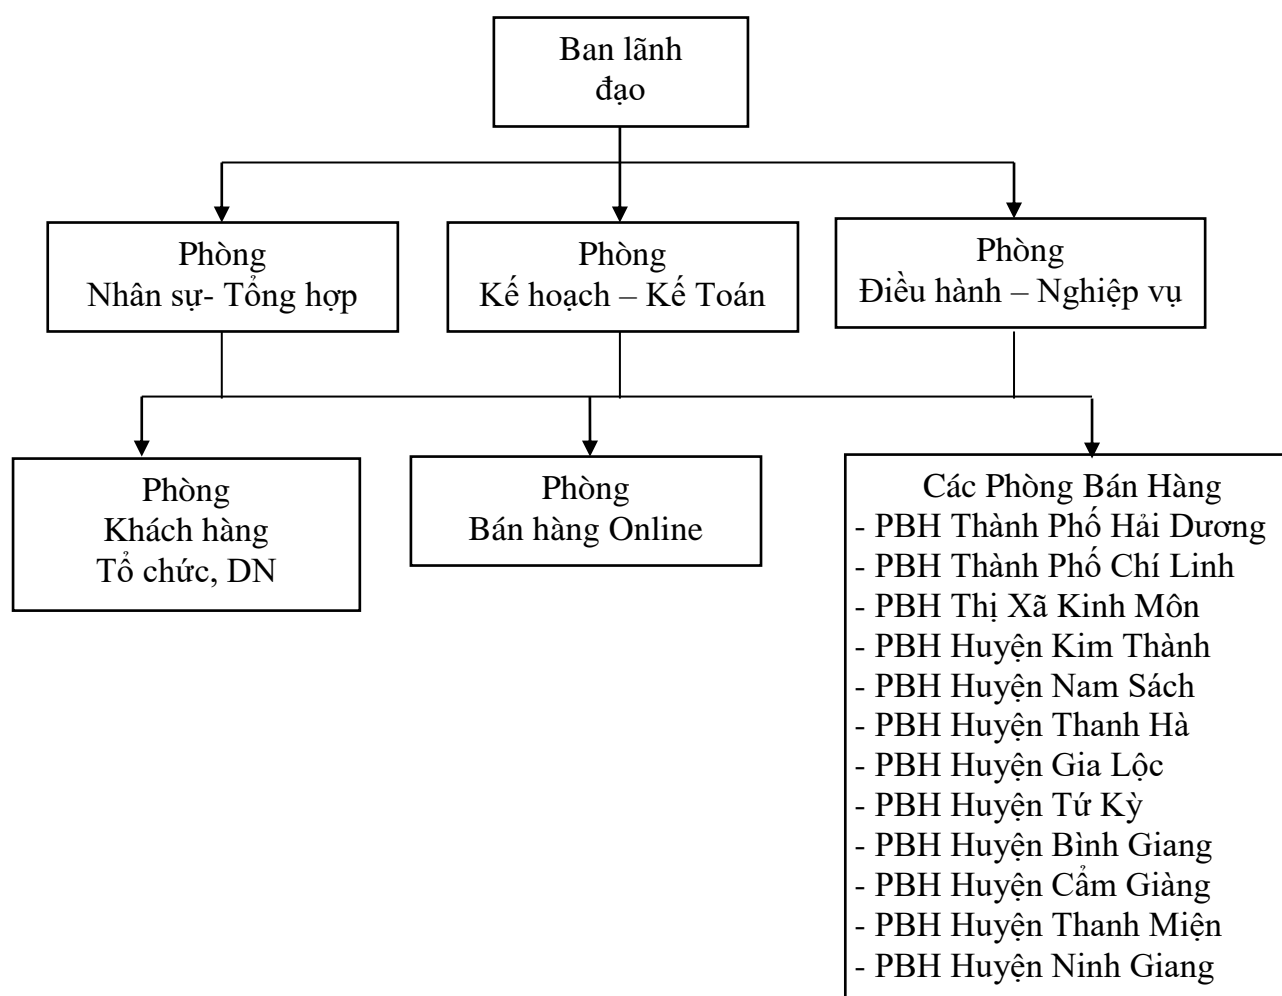 Ban lãnh
đạo
Phòng
Nhân sự- Tổng hợp
Phòng
Kế hoạch – Kế Toán
Phòng
Điều hành – Nghiệp vụ
Phòng
Khách hàng
Tổ chức, DN
Phòng
Bán hàng Online
Các Phòng Bán Hàng
- PBH Thành Phố Hải Dương
- PBH Thành Phố Chí Linh
- PBH Thị Xã Kinh Môn
- PBH Huyện Kim Thành
- PBH Huyện Nam Sách
- PBH Huyện Thanh Hà
- PBH Huyện Gia Lộc
- PBH Huyện Tứ Kỳ
- PBH Huyện Bình Giang
- PBH Huyện Cẩm Giàng
- PBH Huyện Thanh Miện
- PBH Huyện Ninh Giang